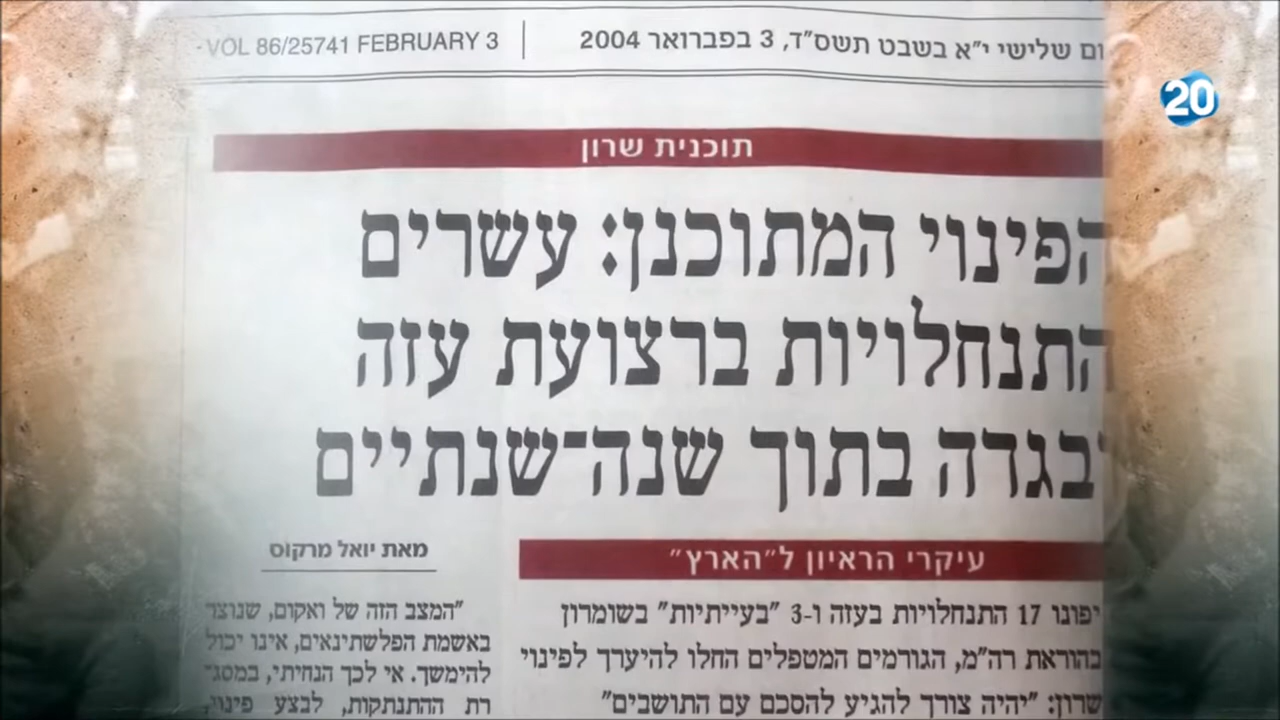 VOL 86/25741 FEBRUARY 3
יום שלישי י"א בשבט תשס"ד, 3 בפברואר 2004
20
תוכנית שרון
הפינוי המתוכנן: עשרים
התנחלויות ברצועת עזה
ובגדה בתוך שנה־שנתיים
עיקרי הראיון ל"הארץ"
יפונו 17 התנחלויות בעזה ו-3 "בעייתיות" בשומרון
בהוראת רה"מ, הגורמים המטפלים החלו להיערך לפינוי
שרון: "יהיה צורך להגיע להסכם עם התושבים"
מאת יואל מרקוס
"המצב הזה של ואקום, שנוצר
באשמת הפלשתינאים, אינו יכול
להימשך. אי לכך הנחיתי, במסג־
רת ההתנתקות, לבצע פינוי,